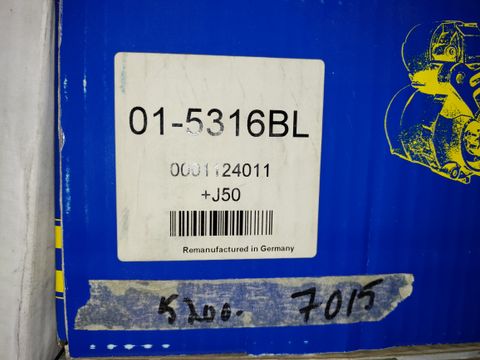 01-5316BL
0001124011
+J50
Remanufactured in Germany
5200. 7015